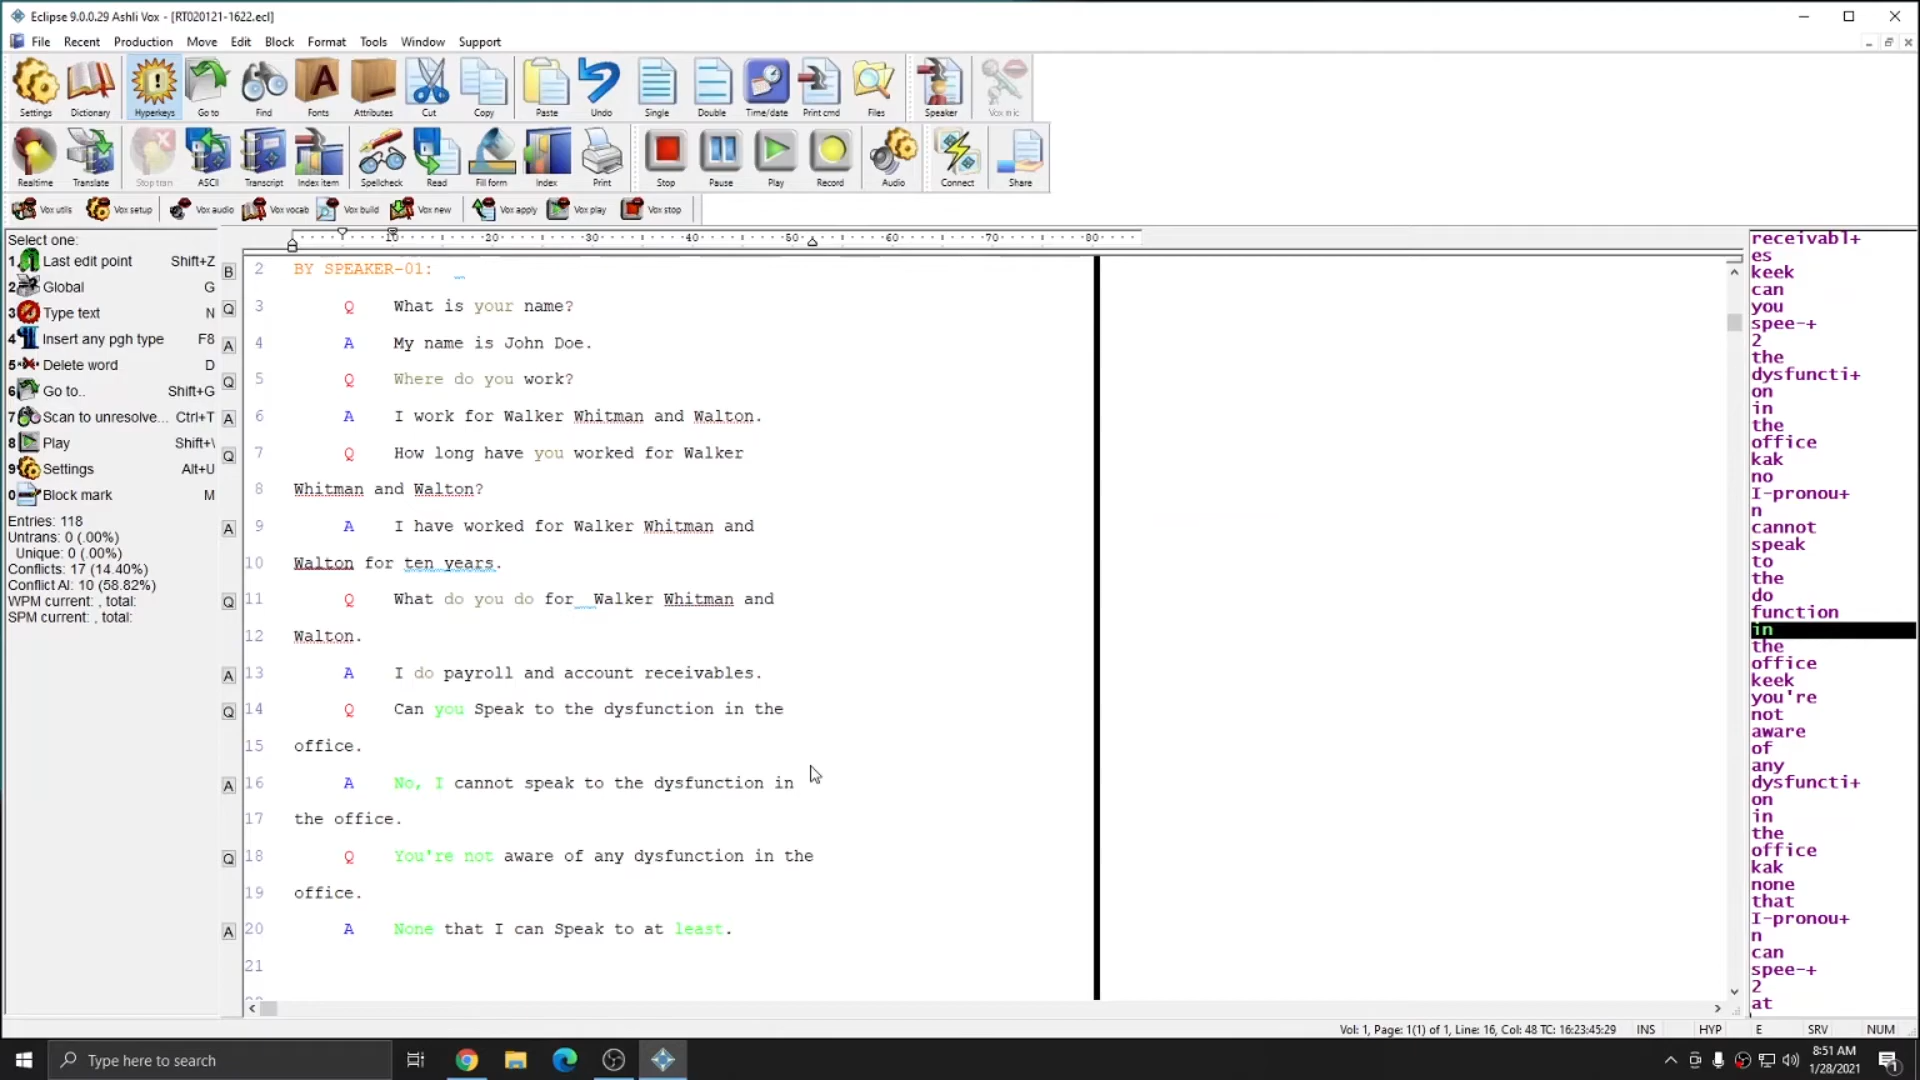 Eclipse 9.0.0.29 Ashli Vox - [RT020121-1622.ecl]
File Recent Production Move Edit Block Format Tools Window Support
Settings Dictionary Hyperkeys Go to Find Fonts Attributes Cut Copy Paste Undo Single Double Time/date Print cmd Files Speaker Vox mic
Realtime Translate Stop tran ASCII Transcript Index item Spellcheck Read Fill form Index Print Stop Pause Play Record Audio Connect Share
Vox utils Vox setup Vox audio Vox vocab Vox build Vox new Vox apply Vox play Vox stop
Select one:
1 Last edit point Shift+Z
2 Global G
3 Type text N
4 Insert any pgh type F8
5 Delete word D
6 Go to.. Shift+G
7 Scan to unresolve... Ctrl+T
8 Play Shift+\
9 Settings Alt+U
0 Block mark M
Entries: 118
Untrans: 0 (.00%)
Unique: 0 (.00%)
Conflicts: 17 (14.40%)
Conflict AI: 10 (58.82%)
WPM current: , total:
SPM current: , total:
10 20 30 40 50 60 70 80
B 2 BY SPEAKER-01:
Q 3 Q What is your name?
A 4 A My name is John Doe.
Q 5 Q Where do you work?
A 6 A I work for Walker Whitman and Walton.
Q 7 Q How long have you worked for Walker
8 Whitman and Walton?
A 9 A I have worked for Walker Whitman and
10 Walton for ten years.
Q 11 Q What do you do for Walker Whitman and
12 Walton.
A 13 A I do payroll and account receivables.
Q 14 Q Can you Speak to the dysfunction in the
15 office.
A 16 A No, I cannot speak to the dysfunction in
17 the office.
Q 18 Q You're not aware of any dysfunction in the
19 office.
A 20 A None that I can Speak to at least.
21
receivabl+
es
keek
can
you
spee-+
2
the
dysfuncti+
on
in
the
office
kak
no
I-pronou+
n
cannot
speak
to
the
do
function
in
the
office
keek
you're
not
aware
of
any
dysfuncti+
on
in
the
office
kak
none
that
I-pronou+
n
can
spee-+
2
at
Vol: 1, Page: 1(1) of 1, Line: 16, Col: 48 TC: 16:23:45:29 INS HYP E SRV NUM
Type here to search
8:51 AM
1/28/2021
1